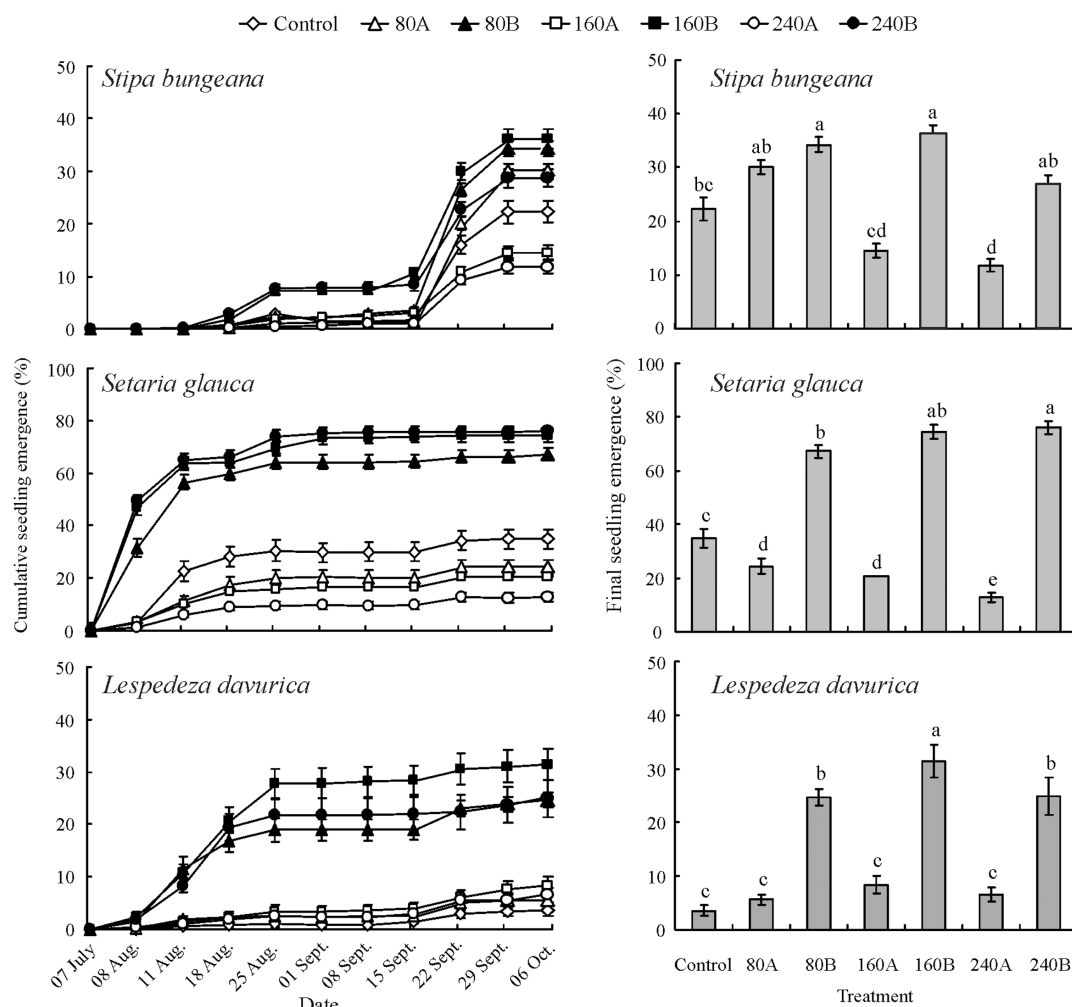 Control 80A 80B 160A 160B 240A 240B
Stipa bungeana
50
40
30
20
10
0
Setaria glauca
100
80
60
40
20
0
Lespedeza davurica
50
40
30
20
10
0
Cumulative seedling emergence (%)
07 July 08 Aug. 11 Aug. 18 Aug. 25 Aug. 01 Sept. 08 Sept. 15 Sept. 22 Sept. 29 Sept. 06 Oct.
Date
Stipa bungeana
50
40
30
20
10
0
bc ab a cd a d ab
Setaria glauca
100
80
60
40
20
0
c d b d ab e a
Lespedeza davurica
50
40
30
20
10
0
c c b c a c b
Final seedling emergence (%)
Control 80A 80B 160A 160B 240A 240B
Treatment